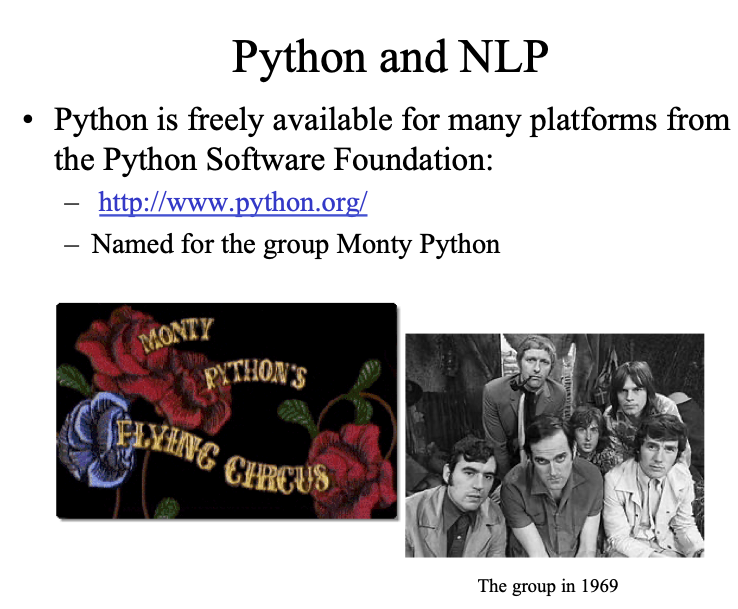 Python and NLP
• Python is freely available for many platforms from
the Python Software Foundation:
– http://www.python.org/
– Named for the group Monty Python
MONTY
PYTHON'S
FLYING CIRCUS
The group in 1969